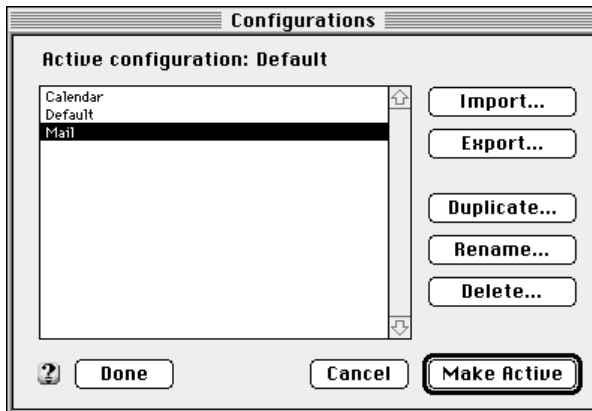 Configurations
Active configuration: Default
Calendar
Default
Mail
Import...
Export...
Duplicate...
Rename...
Delete...
?
Done
Cancel
Make Active